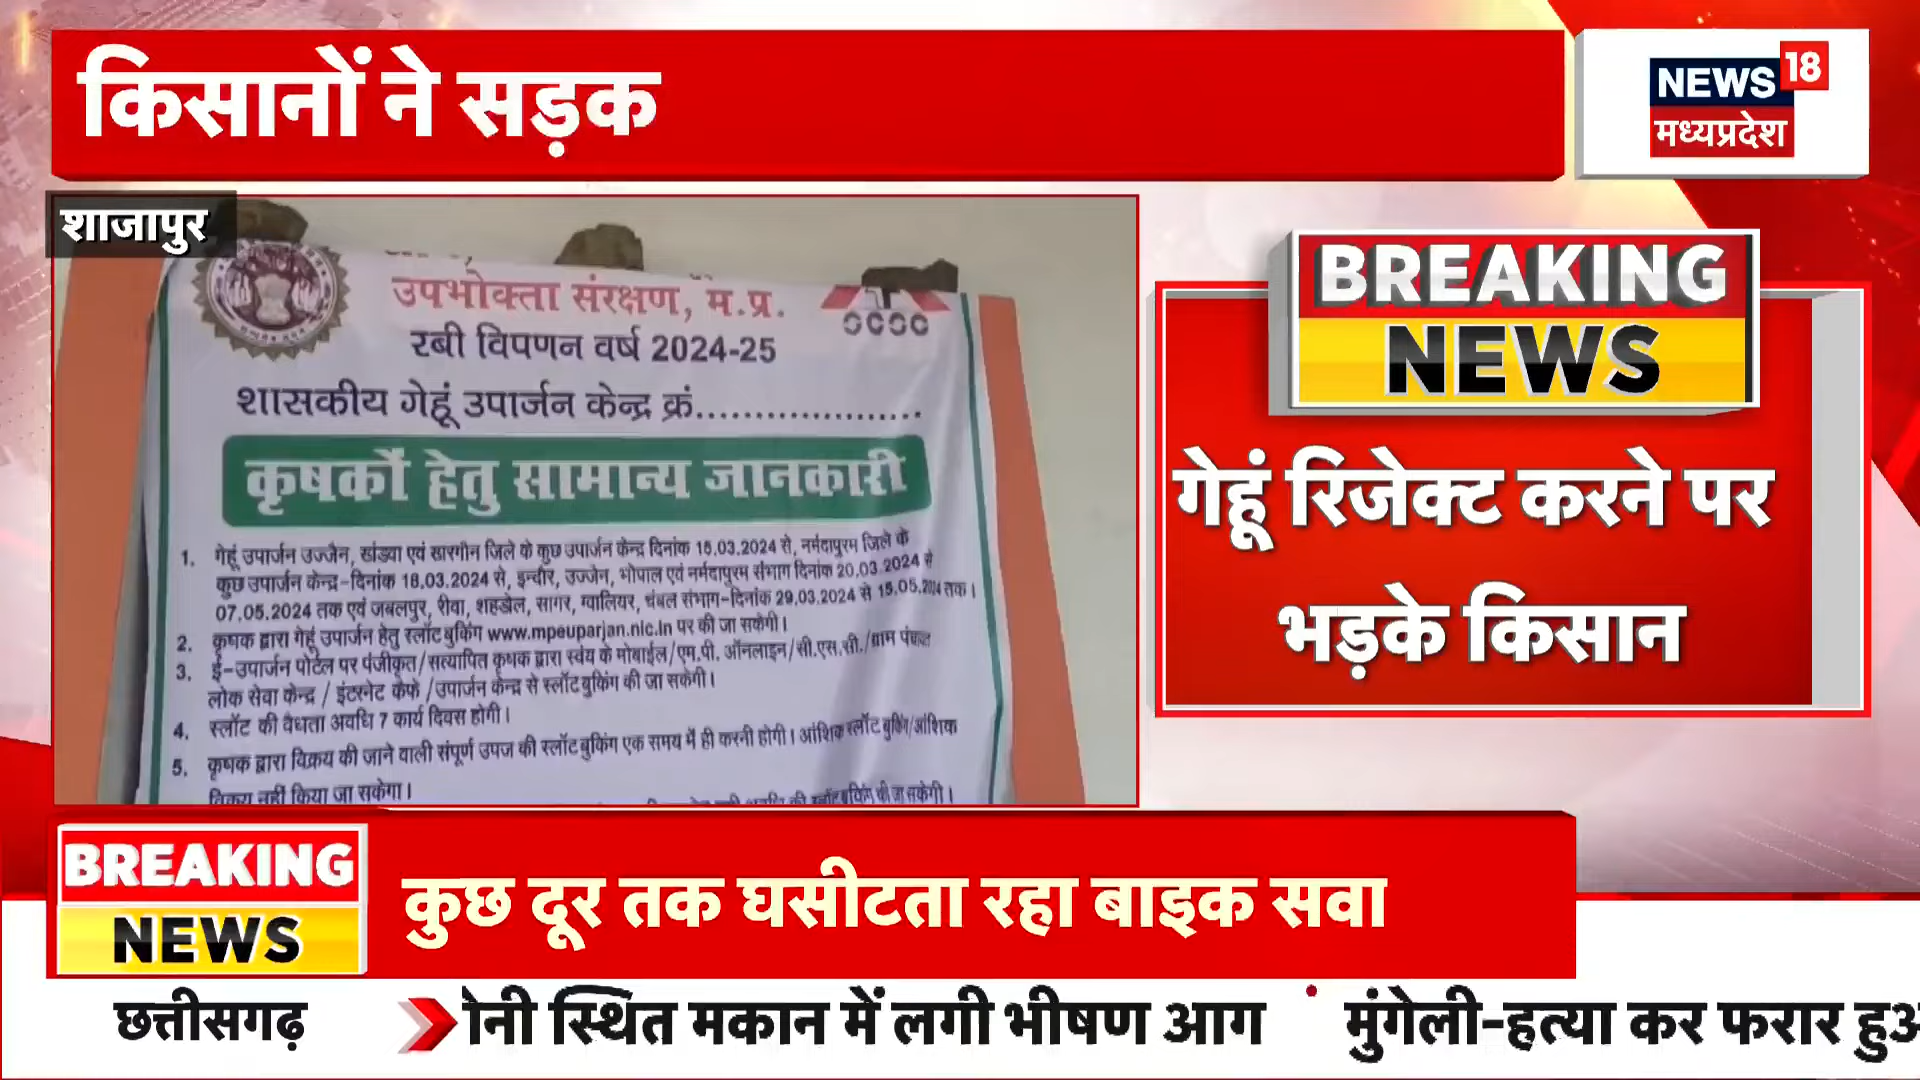 किसानों ने सड़क
NEWS 18
मध्यप्रदेश
शाजापुर
उपभोक्ता संरक्षण, म.प्र.
रबी विपणन वर्ष 2024-25
शासकीय गेहूं उपार्जन केन्द्र क्रं.....................
कृषकों हेतु सामान्य जानकारी
1. गेहूं उपार्जन उज्जैन, खंडवा एवं खारगौन जिले के कुछ उपार्जन केन्द्र दिनांक 15.03.2024 से, नर्मदापुरम जिले के
कुछ उपार्जन केन्द्र-दिनांक 18.03.2024 से, इन्दौर, उज्जेन, भोपाल एवं नर्मदापुरम संभाग दिनांक 20.03.2024 से
07.05.2024 तक एवं जबलपुर, रीवा, शहडोल, सागर, ग्वालियर, चंबल संभाग-दिनांक 29.03.2024 से 15.05.2024 तक।
2. कृषक द्वारा गेहूं उपार्जन हेतु स्लॉट बुकिंग www.mpeuparjan.nic.in पर की जा सकेगी।
3. ई-उपार्जन पोर्टल पर पंजीकृत/सत्यापित कृषक द्वारा स्वंय के मोबाईल/एम.पी. ऑनलाइन/सी.एस.सी./ग्राम पंचायत
लोक सेवा केन्द्र / इंटरनेट केफे /उपार्जन केन्द्र से स्लॉट बुकिंग की जा सकेगी।
4. स्लॉट की वैधता अवधि 7 कार्य दिवस होगी।
5. कृषक द्वारा विक्रय की जाने वाली संपूर्ण उपज की स्लॉट बुकिंग एक समय में ही करनी होगी। आंशिक स्लॉट बुकिंग/आंशिक
विक्रय नहीं किया जा सकेगा।
की स्लॉट बुकिंग की जा सकेगी।
BREAKING
NEWS
गेहूं रिजेक्ट करने पर
भड़के किसान
BREAKING
NEWS
कुछ दूर तक घसीटता रहा बाइक सवा
छत्तीसगढ़
ोनी स्थित मकान में लगी भीषण आग
मुंगेली-हत्या कर फरार हुअ